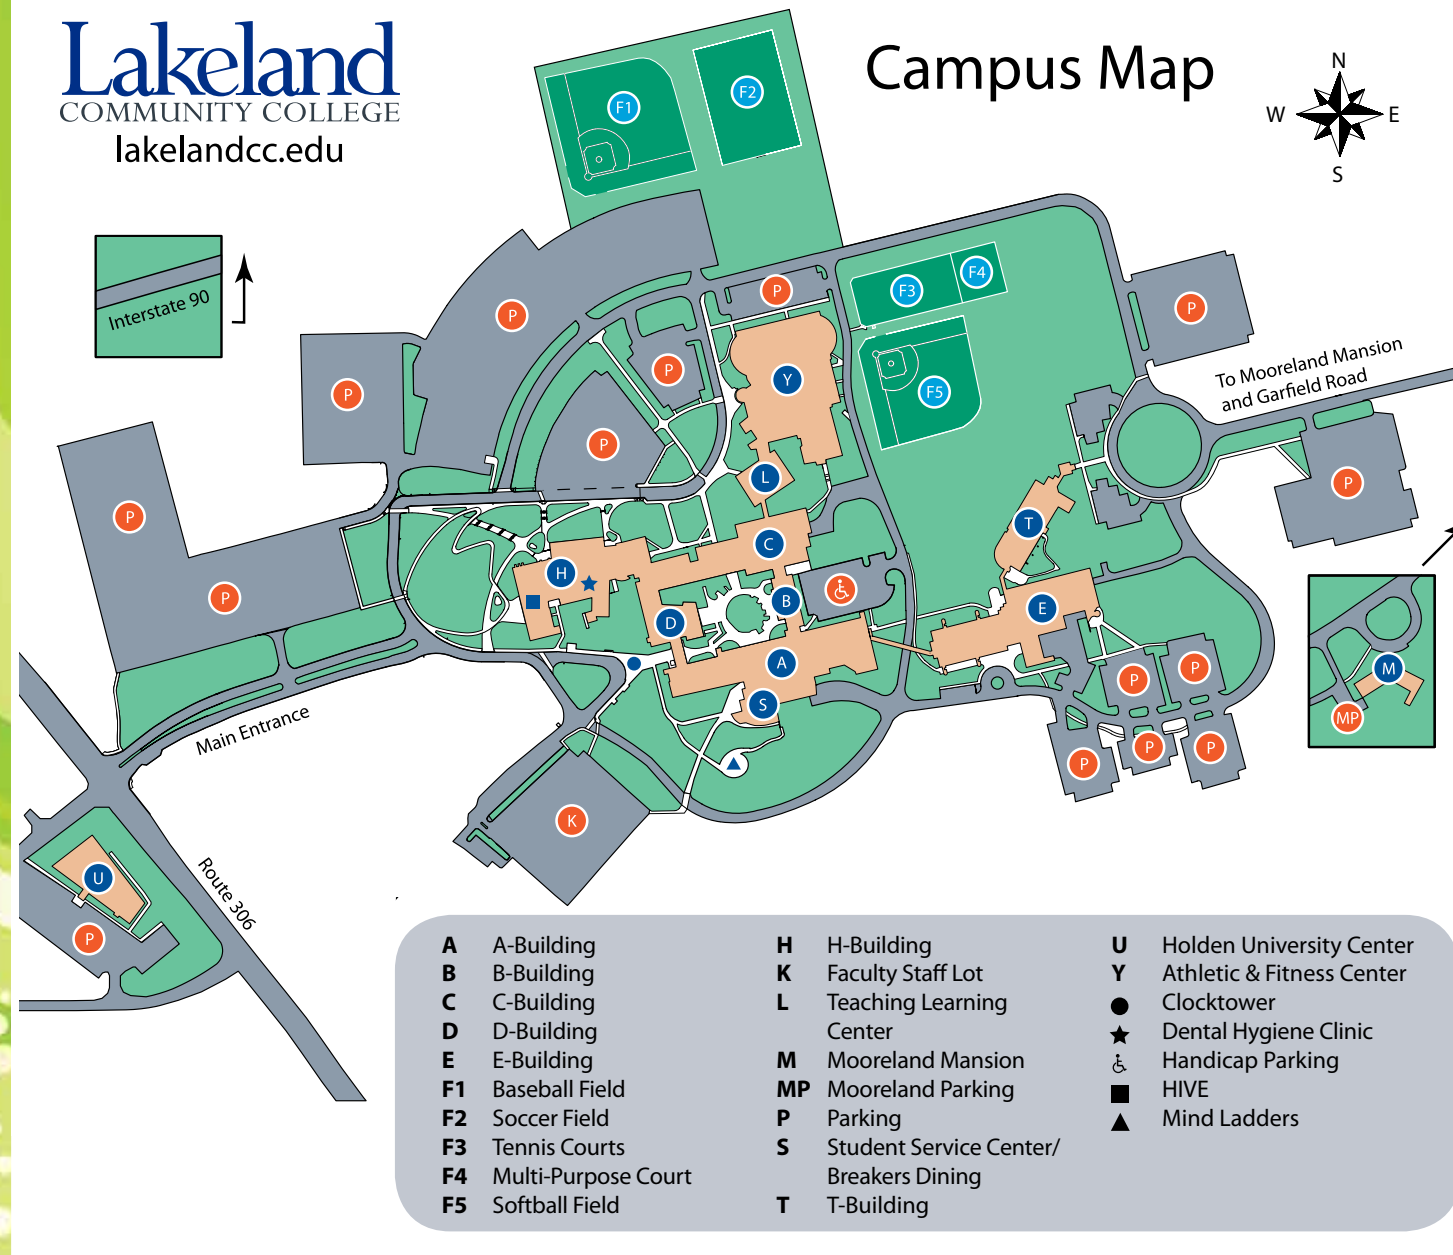 Lakeland
COMMUNITY COLLEGE
lakelandcc.edu
Campus Map
N
W
E
S
F1
F2
F3
F4
F5
Interstate 90
P
P
P
P
P
P
P
P
P
P
To Mooreland Mansion
and Garfield Road
Y
L
C
T
H
B
D
E
A
S
M
MP
P
P
P
P
P
Main Entrance
K
Route 306
U
P
A A-Building
B B-Building
C C-Building
D D-Building
E E-Building
F1 Baseball Field
F2 Soccer Field
F3 Tennis Courts
F4 Multi-Purpose Court
F5 Softball Field
H H-Building
K Faculty Staff Lot
L Teaching Learning
Center
M Mooreland Mansion
MP Mooreland Parking
P Parking
S Student Service Center/
Breakers Dining
T T-Building
U Holden University Center
Y Athletic & Fitness Center
Clocktower
Dental Hygiene Clinic
Handicap Parking
HIVE
Mind Ladders